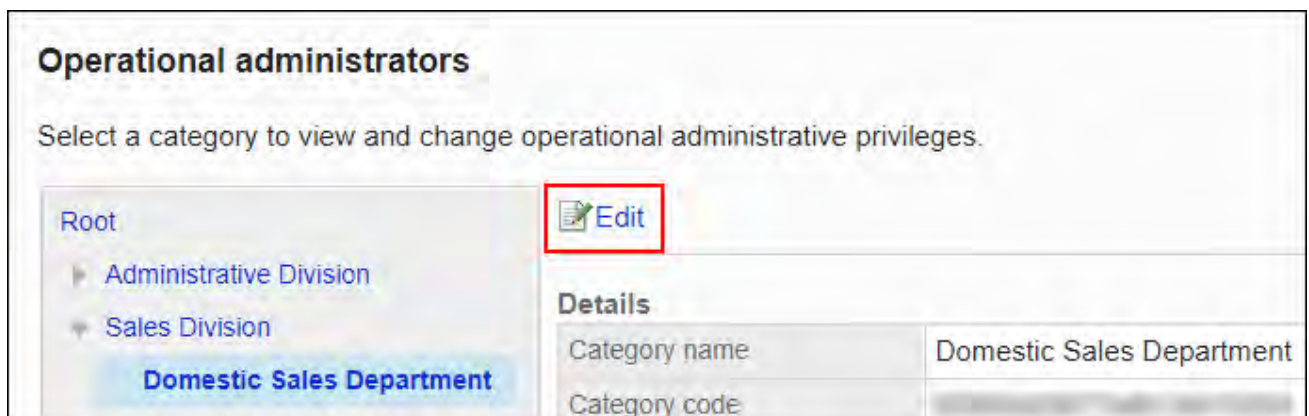 Operational administrators
Select a category to view and change operational administrative privileges.
Root
Administrative Division
Sales Division
Domestic Sales Department
Edit
Details
Category name
Domestic Sales Department
Category code